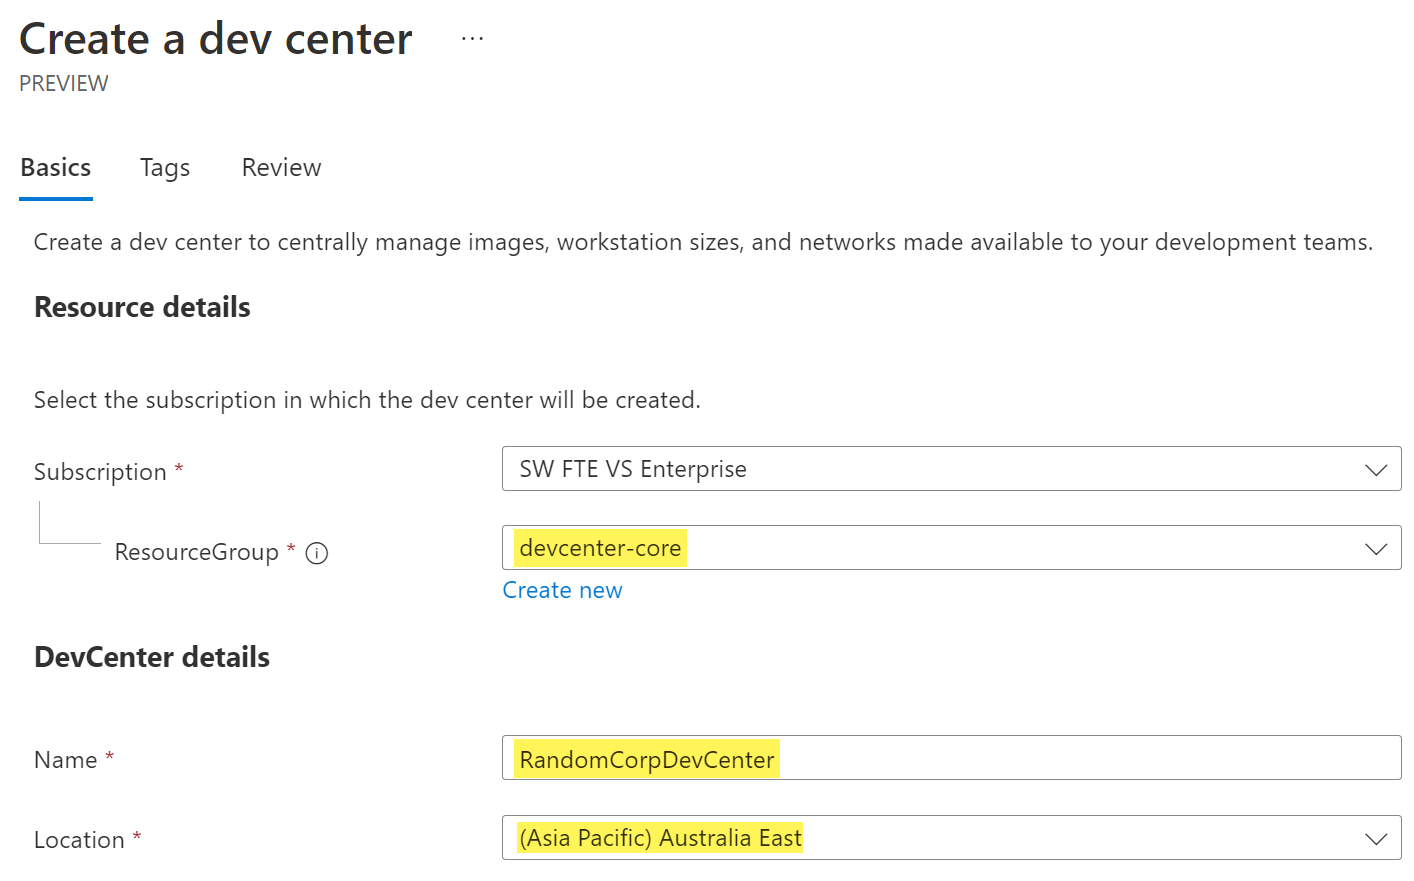 Create a dev center ...
PREVIEW
Basics Tags Review
Create a dev center to centrally manage images, workstation sizes, and networks made available to your development teams.
Resource details
Select the subscription in which the dev center will be created.
Subscription * SW FTE VS Enterprise
ResourceGroup * devcenter-core
Create new
DevCenter details
Name * RandomCorpDevCenter
Location * (Asia Pacific) Australia East